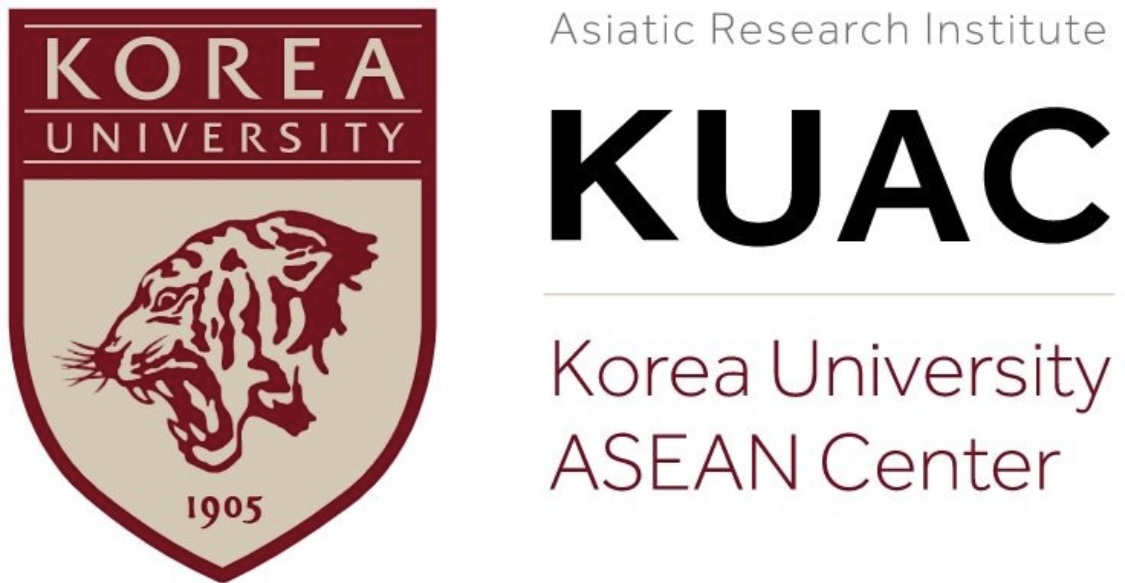 KOREA
UNIVERSITY
1905
Asiatic Research Institute
KUAC
Korea University
ASEAN Center